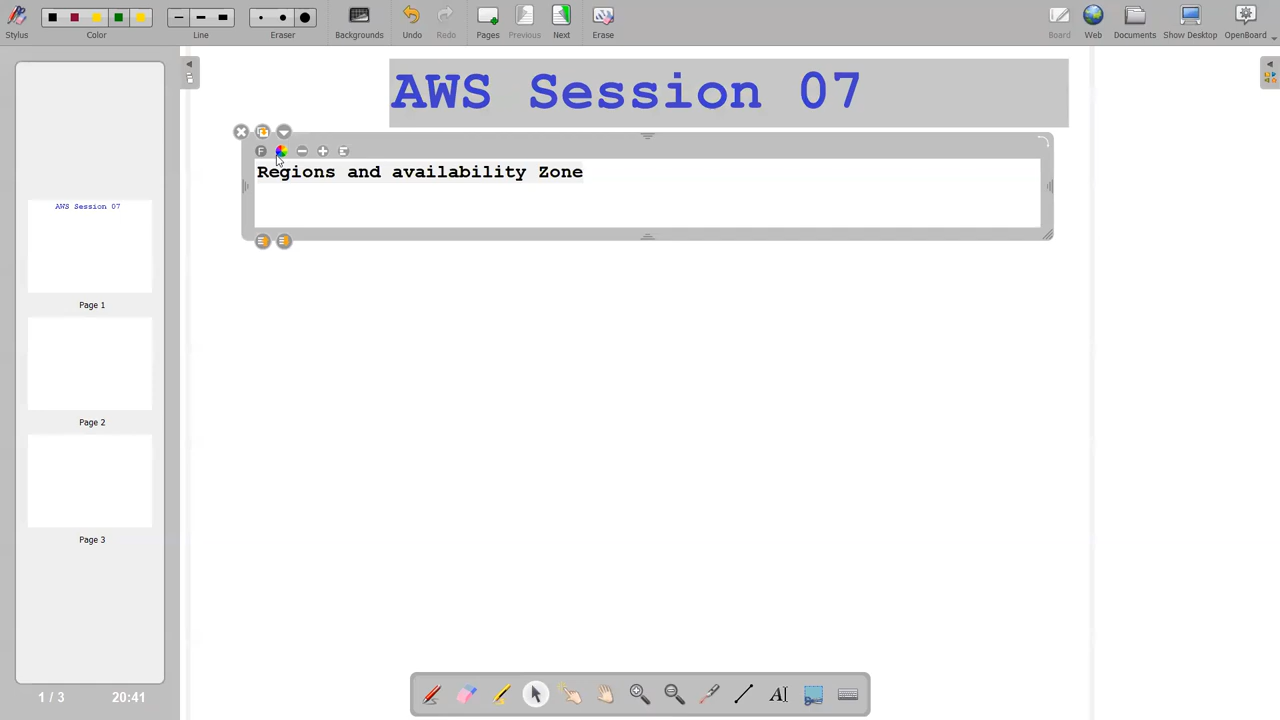 Stylus
Color
Line
Eraser
Backgrounds
Undo
Redo
Pages
Previous
Next
Erase
Board
Web
Documents
Show Desktop
OpenBoard
AWS Session 07
F
Regions and availability Zone
AWS Session 07
Page 1
Page 2
Page 3
1 / 3
20:41
AI